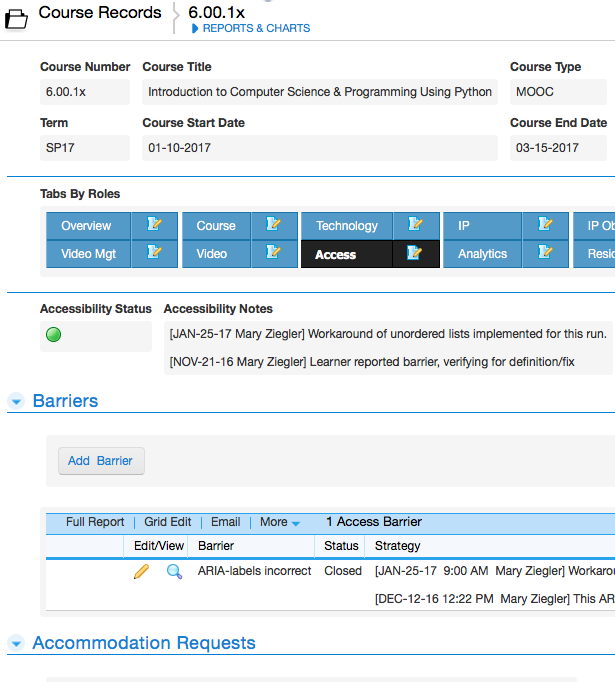 Course Records
6.00.1x
REPORTS & CHARTS
Course Number Course Title Course Type
6.00.1x Introduction to Computer Science & Programming Using Python MOOC
Term Course Start Date Course End Date
SP17 01-10-2017 03-15-2017
Tabs By Roles
Overview Course Technology IP IP Ob
Video Mgt Video Access Analytics Resid
Accessibility Status Accessibility Notes
[JAN-25-17 Mary Ziegler] Workaround of unordered lists implemented for this run.
[NOV-21-16 Mary Ziegler] Learner reported barrier, verifying for definition/fix
Barriers
Add Barrier
Full Report | Grid Edit | Email | More 1 Access Barrier
Edit/View Barrier Status Strategy
ARIA-labels incorrect Closed [JAN-25-17 9:00 AM Mary Ziegler] Workarou
[DEC-12-16 12:22 PM Mary Ziegler] This AR
Accommodation Requests